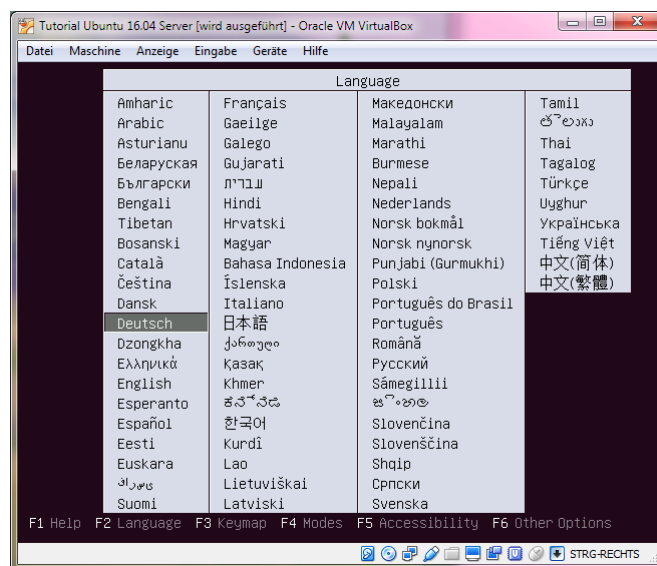 Tutorial Ubuntu 16.04 Server [wird ausgeführt] - Oracle VM VirtualBox
Datei Maschine Anzeige Eingabe Geräte Hilfe
Language
Amharic
Arabic
Asturianu
Беларуская
Български
Bengali
Tibetan
Bosanski
Català
Čeština
Dansk
Deutsch
Dzongkha
Ελληνικά
English
Esperanto
Español
Eesti
Euskara
Suomi
Français
Gaeilge
Galego
Gujarati
עברית
Hindi
Hrvatski
Magyar
Bahasa Indonesia
Íslenska
Italiano
日本語
ქართული
Қазақ
Khmer
한국어
Kurdî
Lao
Lietuviškai
Latviski
Македонски
Malayalam
Marathi
Burmese
Nepali
Nederlands
Norsk bokmål
Norsk nynorsk
Punjabi (Gurmukhi)
Polski
Português do Brasil
Português
Română
Русский
Sámegillii
Slovenčina
Slovenščina
Shqip
Српски
Svenska
Tamil
Thai
Tagalog
Türkçe
Uyghur
Українська
Tiếng Việt
中文(简体)
中文(繁體)
F1 Help F2 Language F3 Keymap F4 Modes F5 Accessibility F6 Other Options
STRG-RECHTS